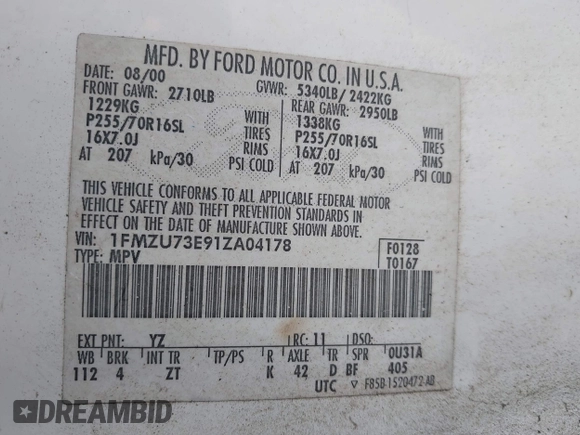 MFD. BY FORD MOTOR CO. IN U.S.A.
DATE: 08/00 GVWR: 5340LB/ 2422KG
FRONT GAWR: 2710LB REAR GAWR: 2950LB
1229KG WITH 1338KG WITH
P255/70R16SL TIRES P255/70R16SL TIRES
16X7.0J RIMS 16X7.0J RIMS
AT 207 kPa/30 PSI COLD AT 207 kPa/30 PSI COLD
THIS VEHICLE CONFORMS TO ALL APPLICABLE FEDERAL MOTOR
VEHICLE SAFETY AND THEFT PREVENTION STANDARDS IN
EFFECT ON THE DATE OF MANUFACTURE SHOWN ABOVE.
VIN: 1FMZU73E91ZA04178 F0128
TYPE: MPV T0167
EXT PNT: YZ RC: 11 DSO:
WB BRK INT TR TP/PS R AXLE TR SPR 0U31A
112 4 ZT K 42 D BF 405
UTC F85B-1520472-AD
DREAMBID